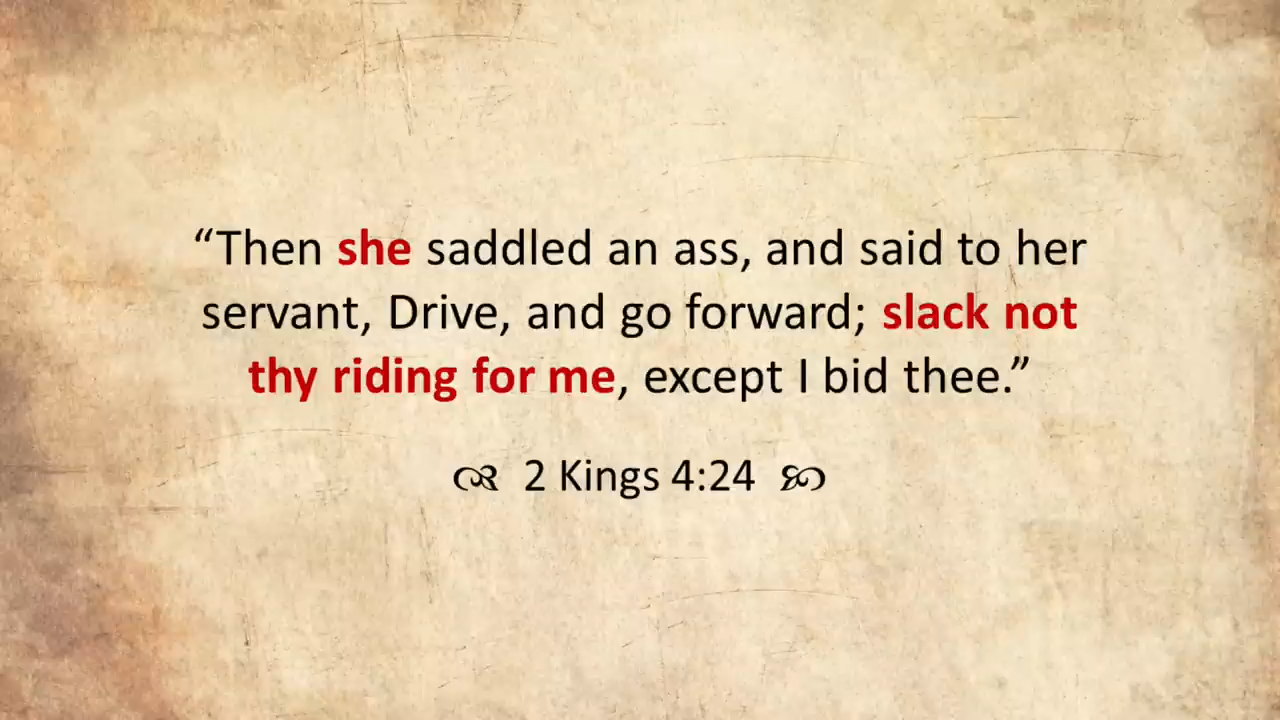 “Then she saddled an ass, and said to her
servant, Drive, and go forward; slack not
thy riding for me, except I bid thee.”
2 Kings 4:24